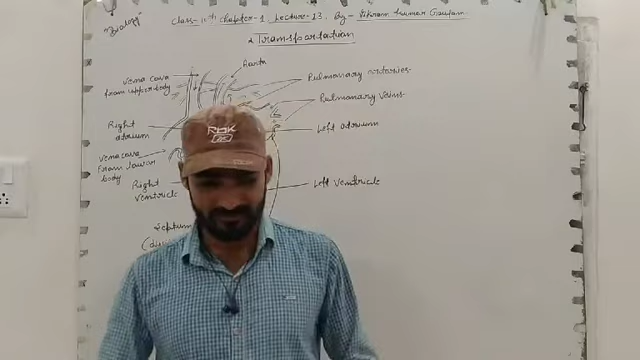 "Biology"
Class-10th Chapter-1 Lecture-13. By- Vikram Kumar Gautam.
Transportation
Aorta
Vena cava
from upper body
Pulmonary arteries
Pulmonary veins
Right
atrium
Left atrium
Vena cava
from lower
body
Right
ventricle
Left ventricle
Septum
RBK